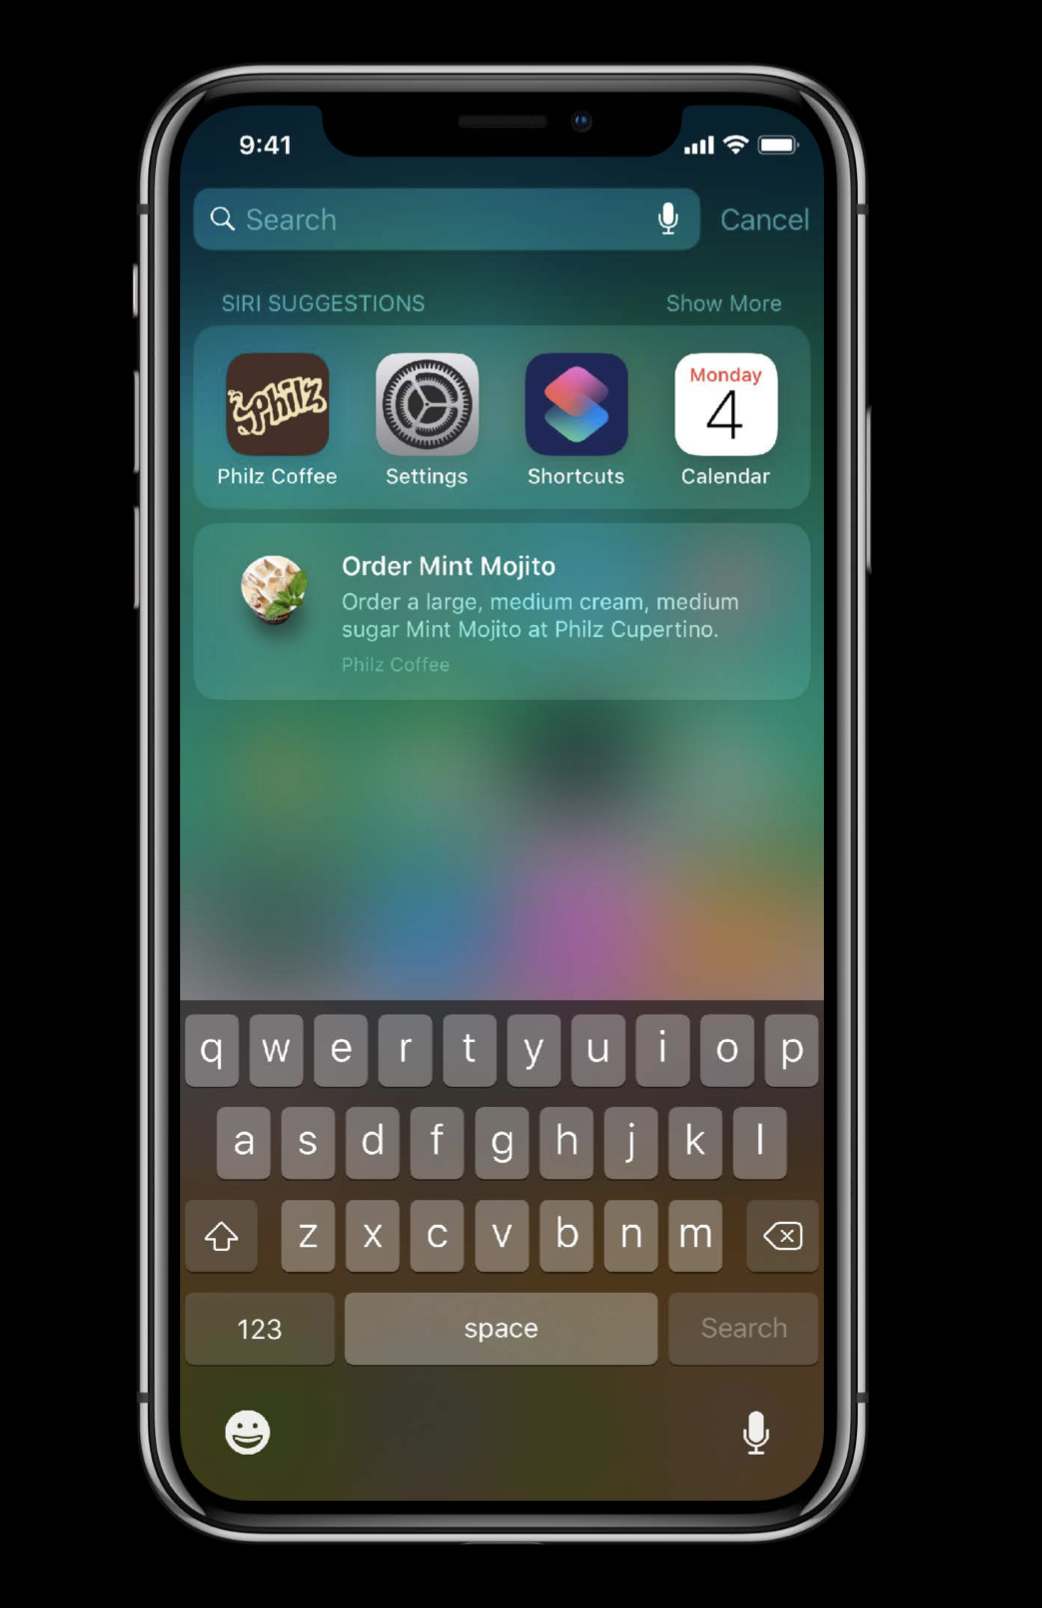 9:41
Search
Cancel
SIRI SUGGESTIONS
Show More
Philz
Monday
4
Philz Coffee
Settings
Shortcuts
Calendar
Order Mint Mojito
Order a large, medium cream, medium
sugar Mint Mojito at Philz Cupertino.
Philz Coffee
q w e r t y u i o p
a s d f g h j k l
z x c v b n m
123
space
Search